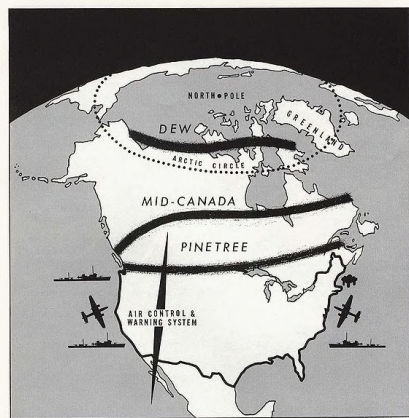 NORTH POLE
GREENLAND
DEW
ARCTIC CIRCLE
MID-CANADA
PINETREE
AIR CONTROL &
WARNING SYSTEM